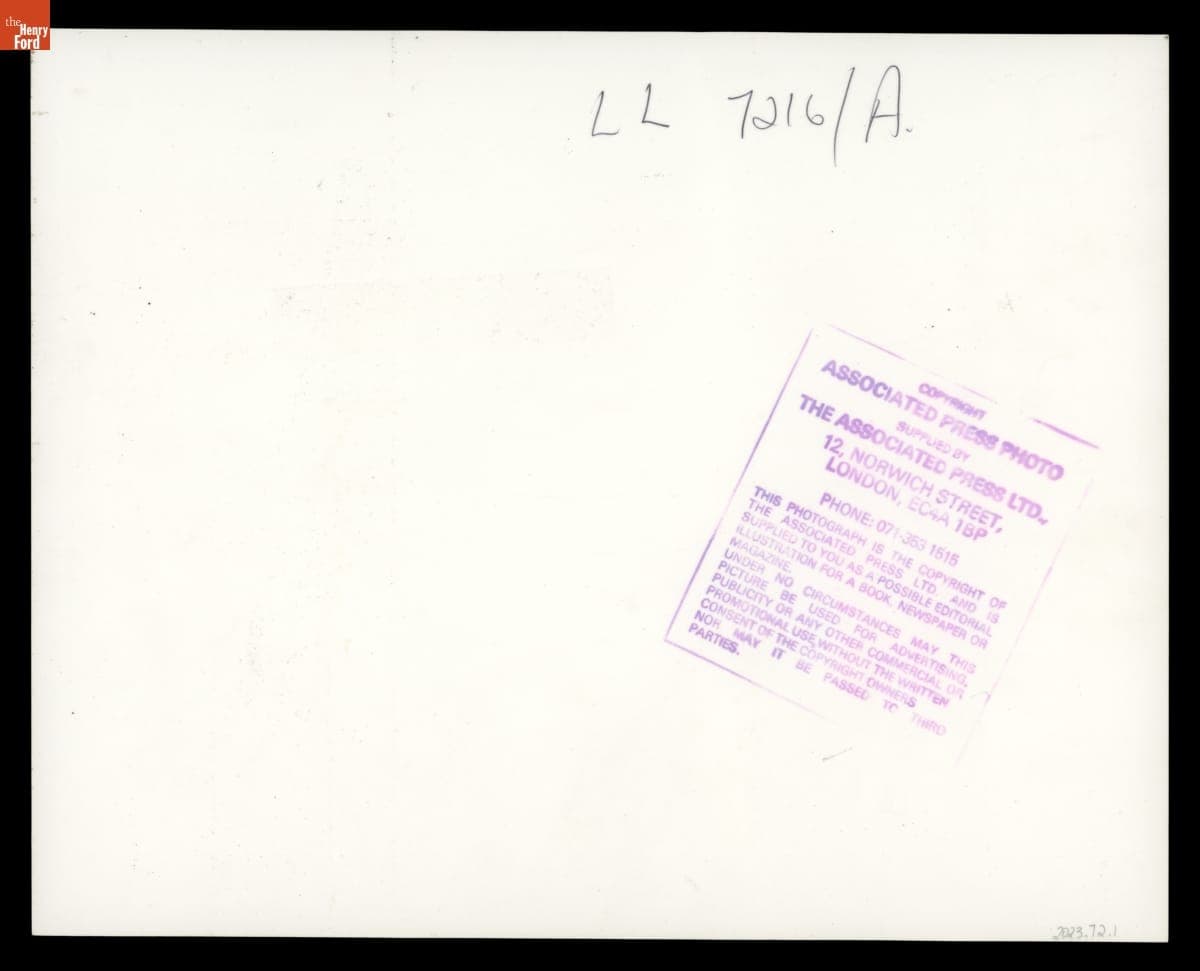 the
Henry
Ford
LL 7216/A.
COPYRIGHT
ASSOCIATED PRESS PHOTO
SUPPLIED BY
THE ASSOCIATED PRESS LTD.,
12, NORWICH STREET,
LONDON, EC4A 1BP
PHONE: 071-353 1515
THIS PHOTOGRAPH IS THE COPYRIGHT OF
THE ASSOCIATED PRESS LTD. AND IS
SUPPLIED TO YOU AS A POSSIBLE EDITORIAL
ILLUSTRATION FOR A BOOK, NEWSPAPER OR
MAGAZINE.
UNDER NO CIRCUMSTANCES MAY THIS
PICTURE BE USED FOR ADVERTISING,
PUBLICITY OR ANY OTHER COMMERCIAL OR
PROMOTIONAL USE WITHOUT THE WRITTEN
CONSENT OF THE COPYRIGHT OWNERS
NOR MAY IT BE PASSED TO THIRD
PARTIES.
2023.72.1